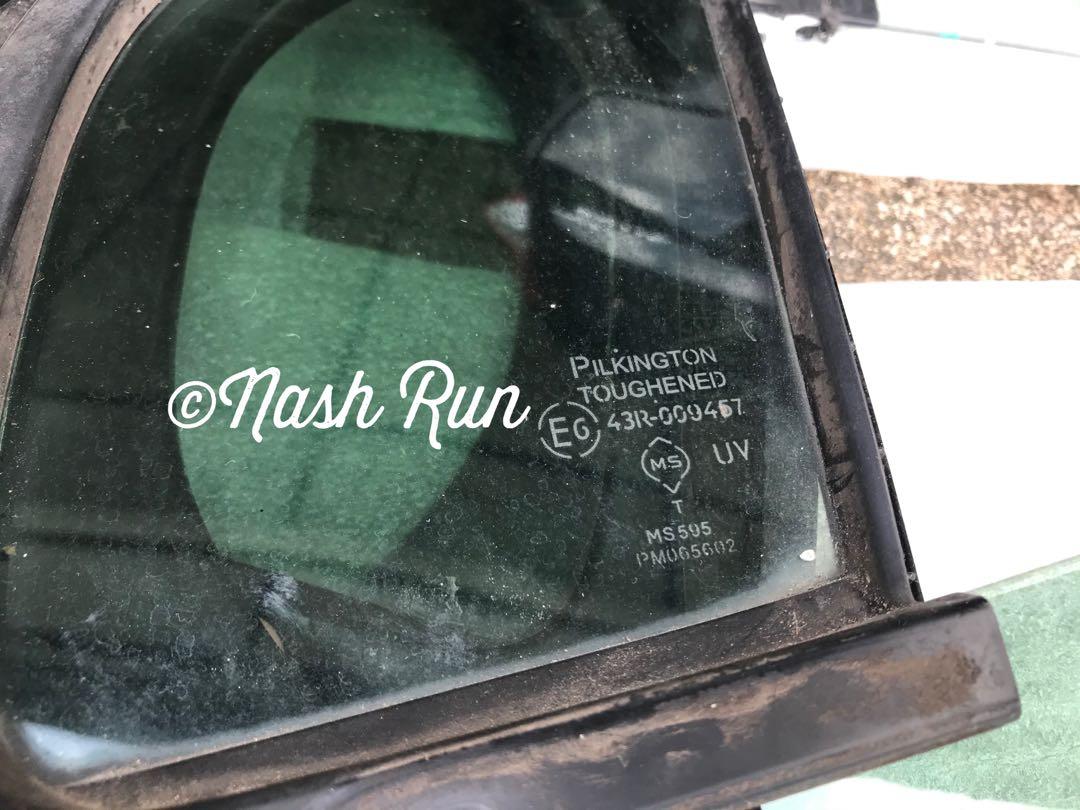 ©Nash Run
PILKINGTON
TOUGHENED
E6 43R-009457
MS UV
T
MS595
PM065602